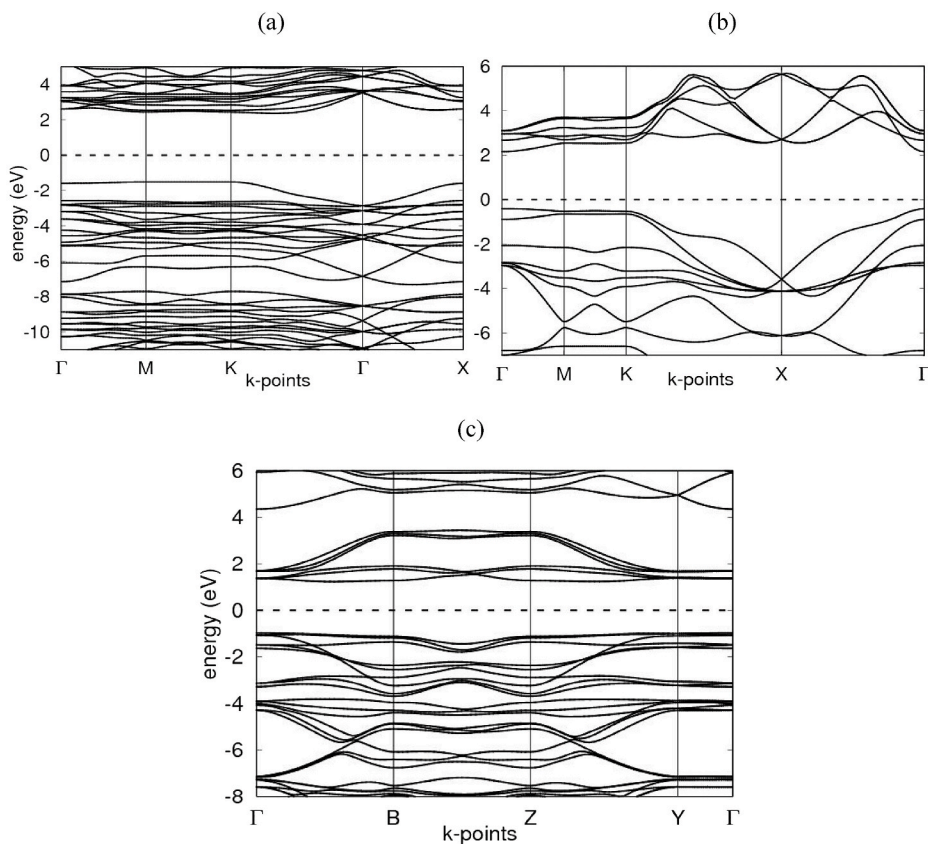 (a)
(b)
4
2
0
-2
-4
-6
-8
-10
energy (eV)
Γ M K Γ X
k-points
6
4
2
0
-2
-4
-6
Γ M K X Γ
k-points
(c)
6
4
2
0
-2
-4
-6
-8
energy (eV)
Γ B Z Y Γ
k-points